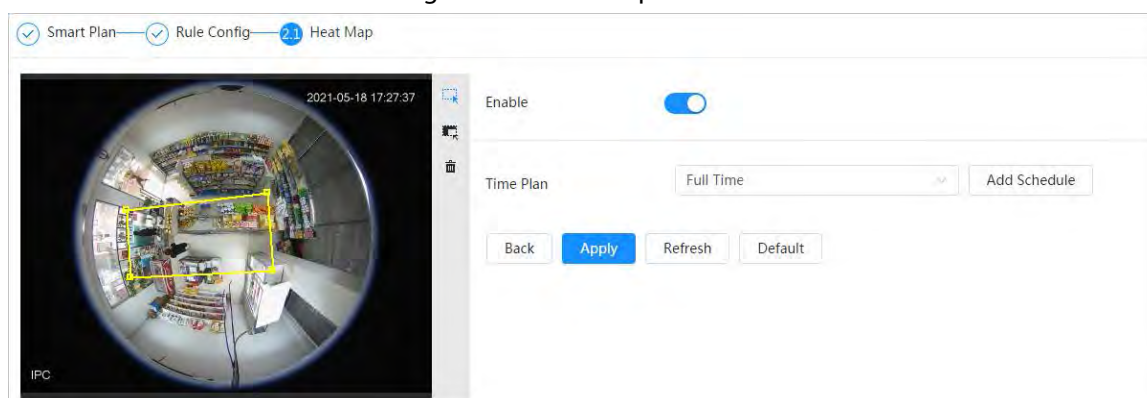 Smart Plan Rule Config 2.1 Heat Map
2021-05-18 17:27:37
Enable
Time Plan Full Time Add Schedule
Back Apply Refresh Default
IPC